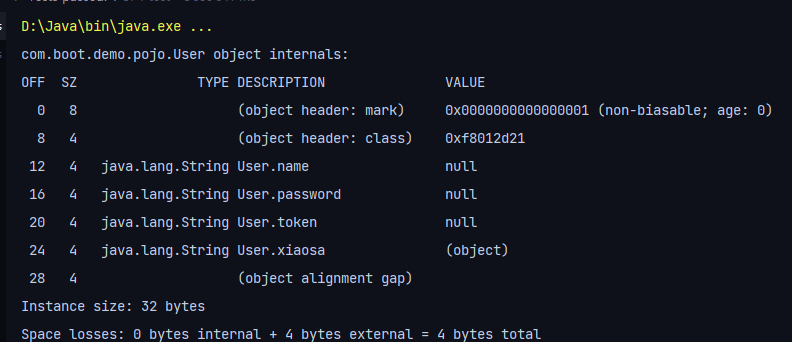 D:\Java\bin\java.exe ...
com.boot.demo.pojo.User object internals:
OFF  SZ               TYPE DESCRIPTION               VALUE
  0   8                    (object header: mark)     0x0000000000000001 (non-biasable; age: 0)
  8   4                    (object header: class)    0xf8012d21
 12   4   java.lang.String User.name                 null
 16   4   java.lang.String User.password             null
 20   4   java.lang.String User.token                null
 24   4   java.lang.String User.xiaosa               (object)
 28   4                    (object alignment gap)
Instance size: 32 bytes
Space losses: 0 bytes internal + 4 bytes external = 4 bytes total